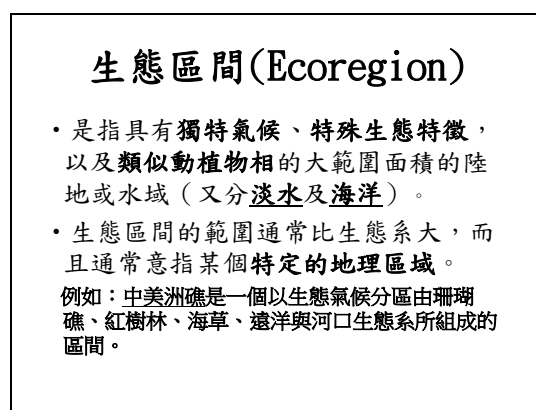 生態區間(Ecoregion)
•是指具有獨特氣候、特殊生態特徵，
以及類似動植物相的大範圍面積的陸
地或水域（又分淡水及海洋）。
•生態區間的範圍通常比生態系大，而
且通常意指某個特定的地理區域。
例如：中美洲礁是一個以生態氣候分區由珊瑚
礁、紅樹林、海草、遠洋與河口生態系所組成的
區間。